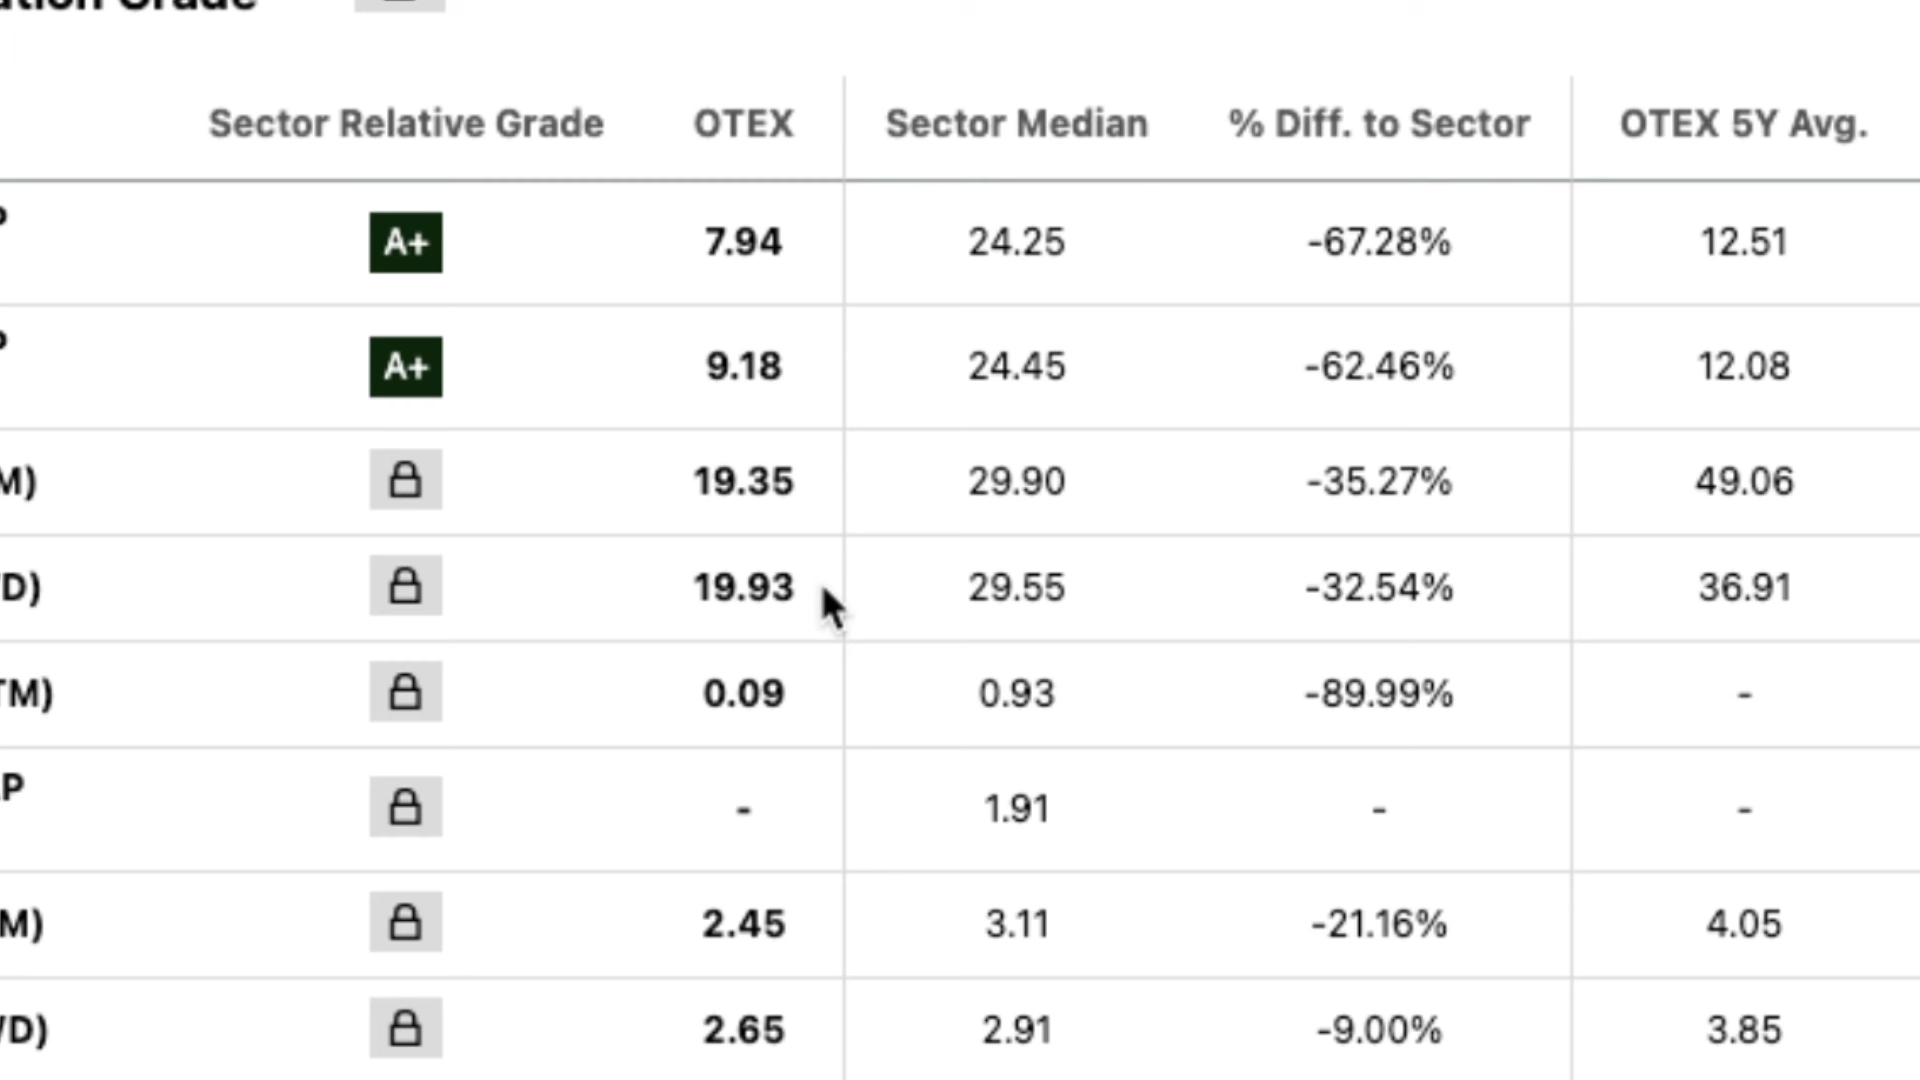 ation Grade
Sector Relative Grade OTEX Sector Median % Diff. to Sector OTEX 5Y Avg.
P
A+ 7.94 24.25 -67.28% 12.51
P
A+ 9.18 24.45 -62.46% 12.08
M) 19.35 29.90 -35.27% 49.06
D) 19.93 29.55 -32.54% 36.91
TM) 0.09 0.93 -89.99% -
P
- 1.91 - -
M) 2.45 3.11 -21.16% 4.05
D) 2.65 2.91 -9.00% 3.85